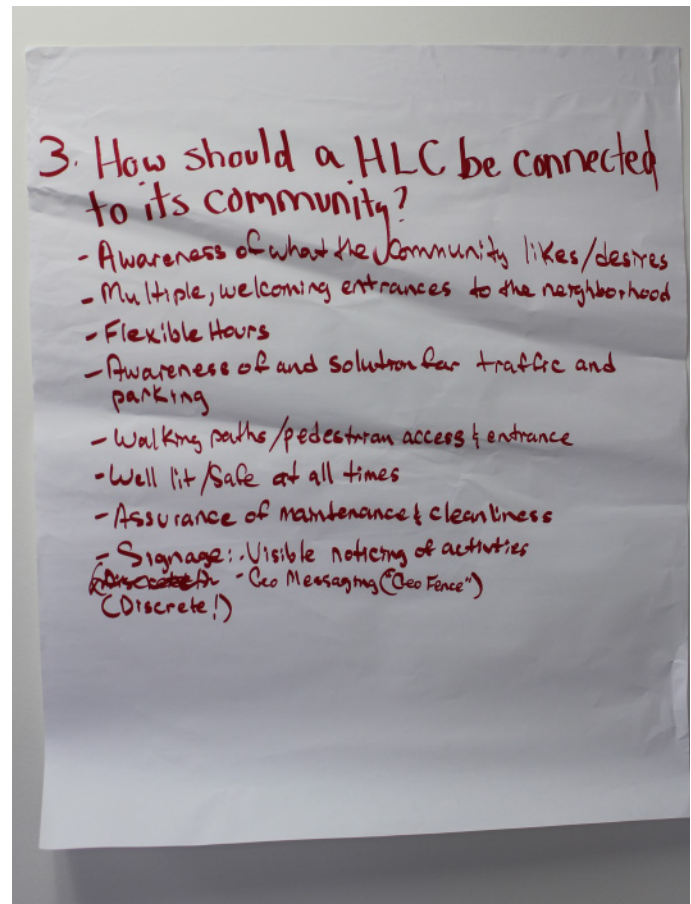 3. How should a HLC be connected
to its community?
- Awareness of what the community likes/desires
- Multiple, welcoming entrances to the neighborhood
- Flexible Hours
- Awareness of and solution for traffic and
parking
- Walking paths/pedestrian access & entrance
- Well lit/Safe at all times
- Assurance of maintenance & cleanliness
- Signage: - Visible noticing of activities
- Geo Messaging ("Geo Fence")
(Discrete!)